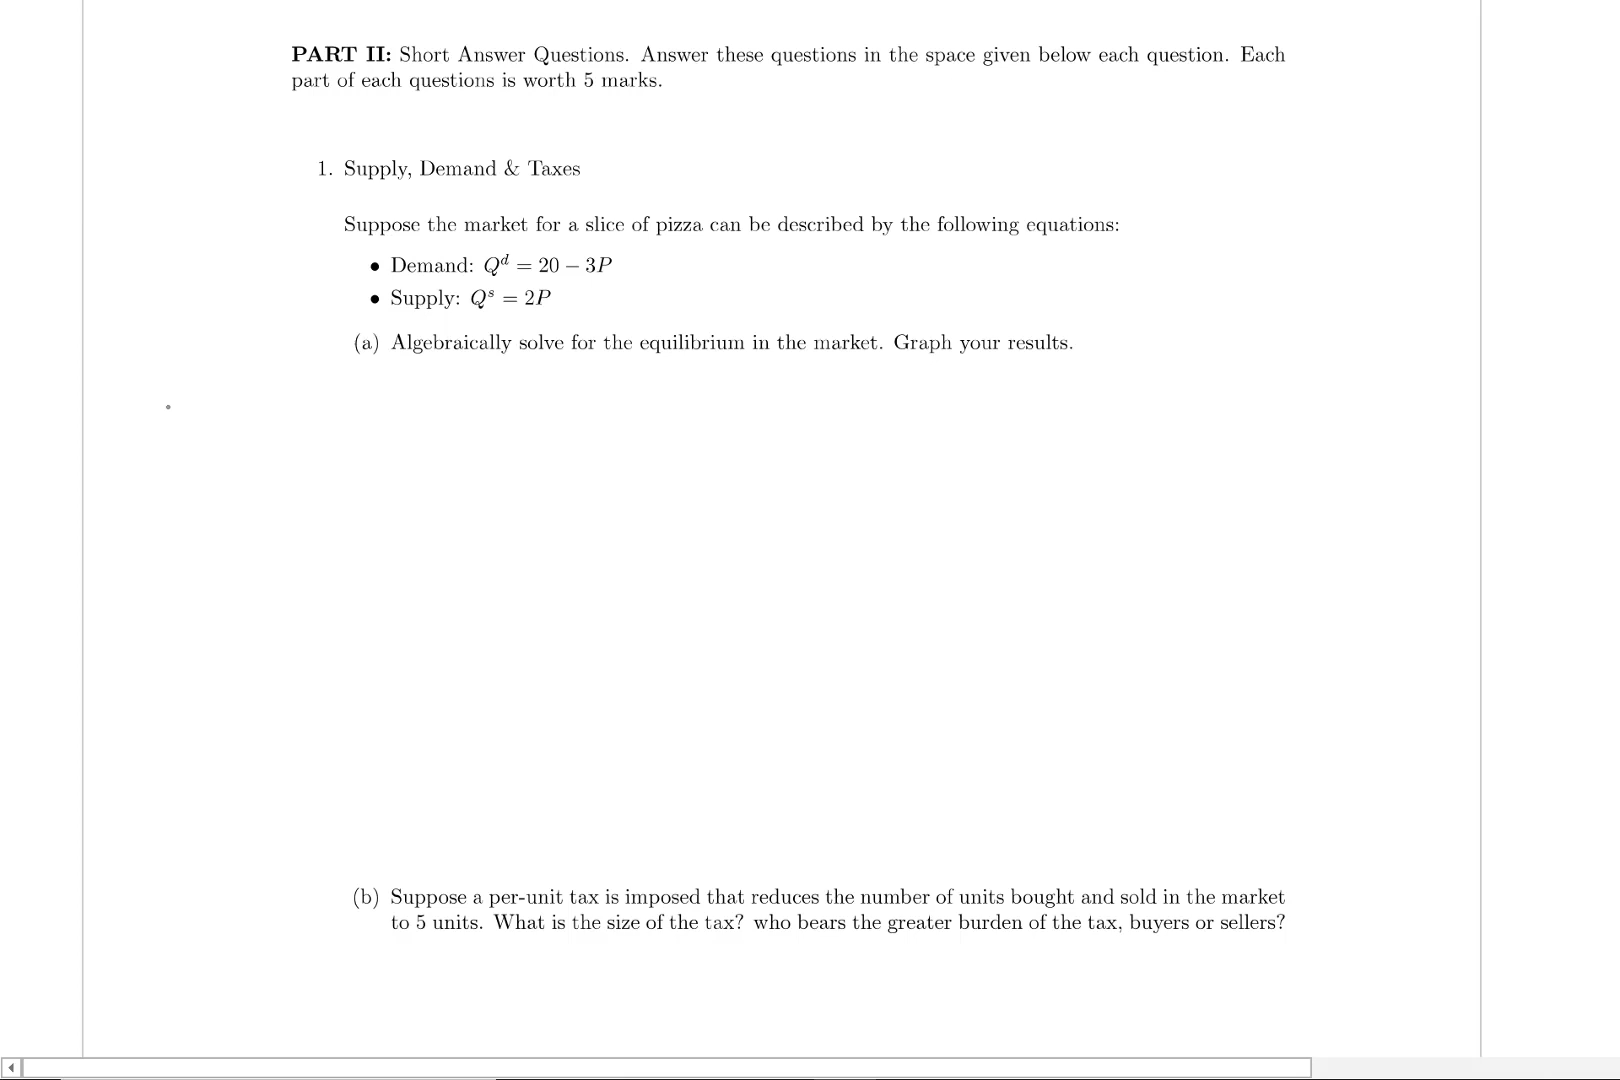 PART II: Short Answer Questions. Answer these questions in the space given below each question. Each
part of each questions is worth 5 marks.
1. Supply, Demand & Taxes
Suppose the market for a slice of pizza can be described by the following equations:
• Demand: Q^d = 20 − 3P
• Supply: Q^s = 2P
(a) Algebraically solve for the equilibrium in the market. Graph your results.
(b) Suppose a per-unit tax is imposed that reduces the number of units bought and sold in the market
to 5 units. What is the size of the tax? who bears the greater burden of the tax, buyers or sellers?